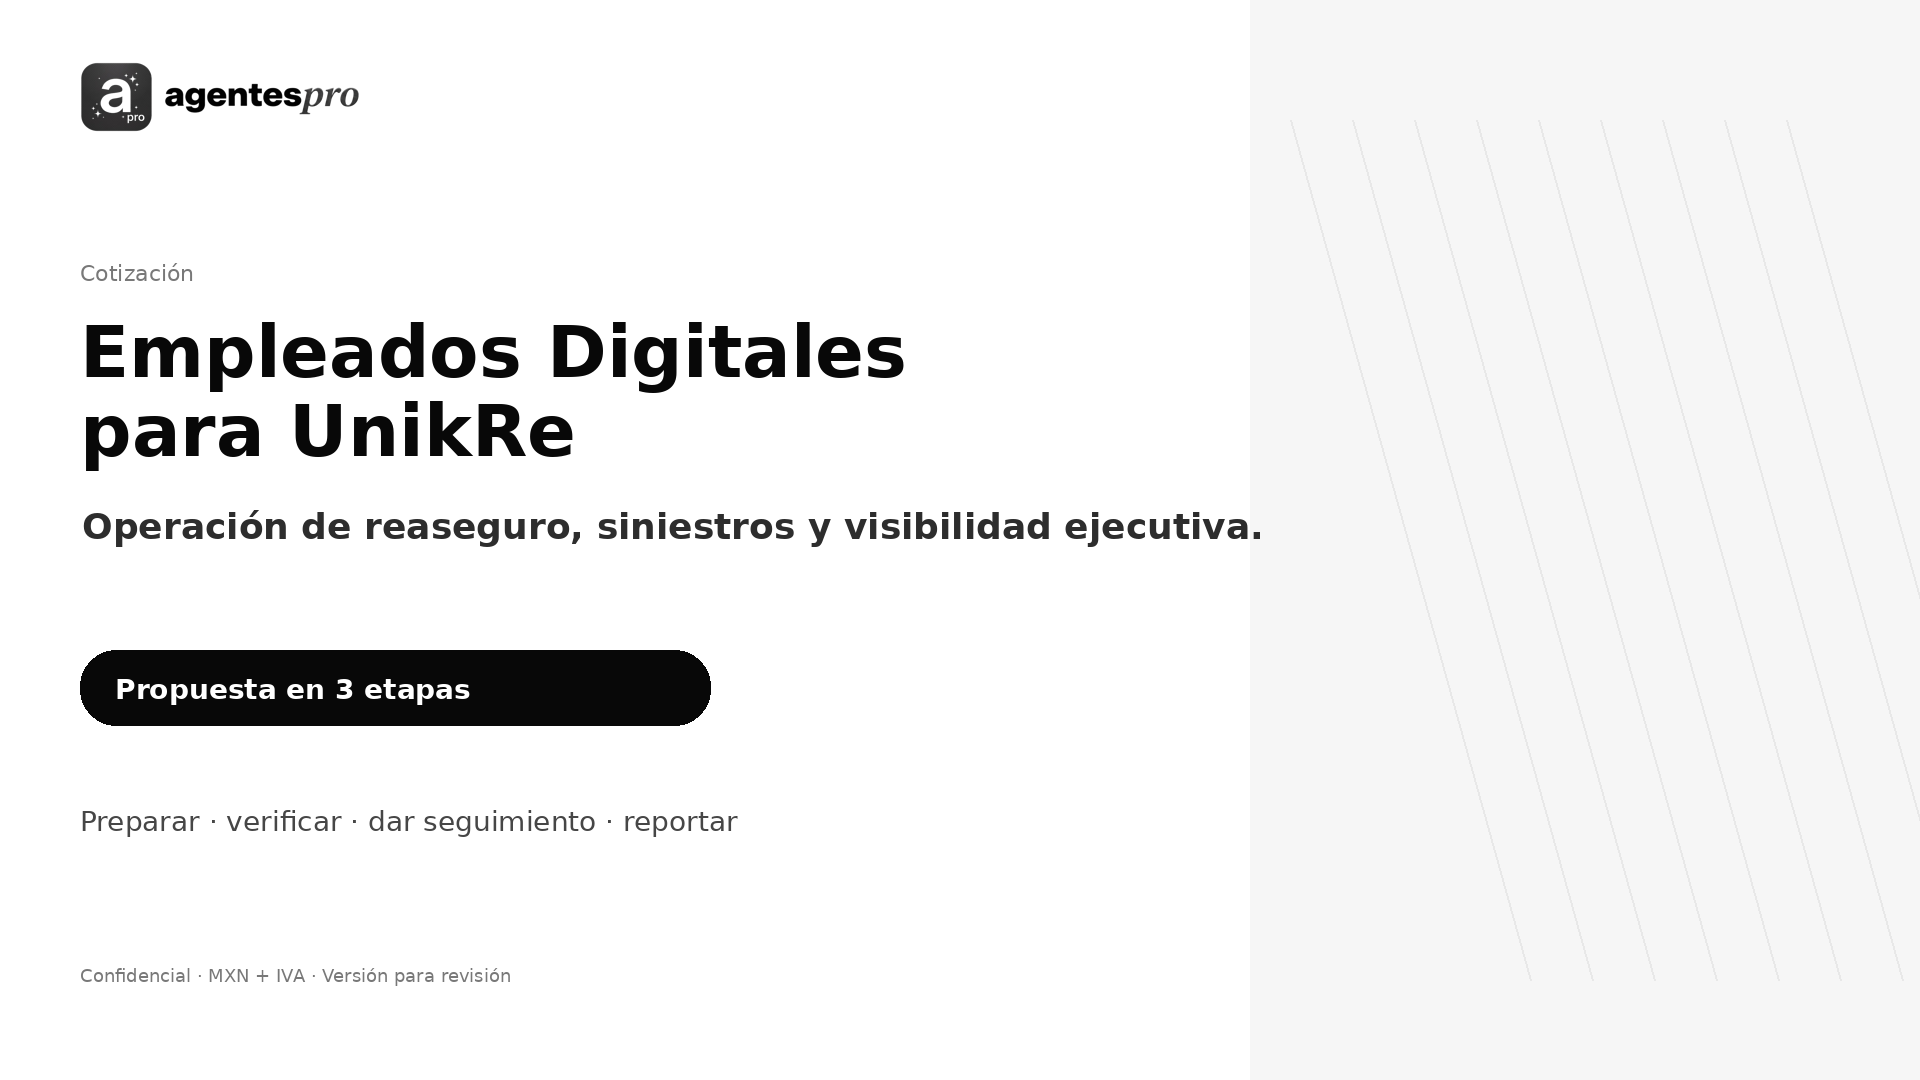 a
pro
agentespro
Cotización
Empleados Digitales
para UnikRe
Operación de reaseguro, siniestros y visibilidad ejecutiva.
Propuesta en 3 etapas
Preparar · verificar · dar seguimiento · reportar
Confidencial · MXN + IVA · Versión para revisión